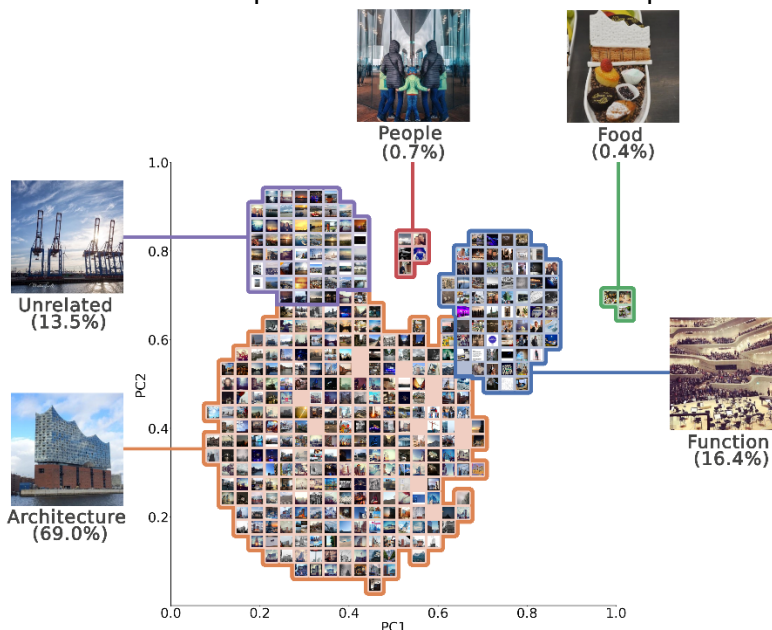 People
(0.7%)
Food
(0.4%)
Unrelated
(13.5%)
Architecture
(69.0%)
Function
(16.4%)
1.0
0.8
0.6
PC2
0.4
0.2
0.0
0.2
0.4
0.6
0.8
1.0
PC1